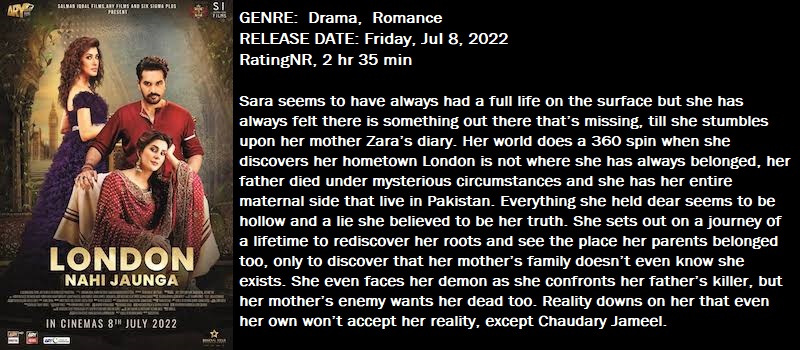 ARY
FILMS
SALMAN IQBAL FILMS, ARY FILMS AND SIX SIGMA PLUS
PRESENT
S I
FILMS
LONDON
NAHI JAUNGA
IN CINEMAS 8TH JULY 2022
GENRE: Drama, Romance
RELEASE DATE: Friday, Jul 8, 2022
RatingNR, 2 hr 35 min
Sara seems to have always had a full life on the surface but she has
always felt there is something out there that's missing, till she stumbles
upon her mother Zara's diary. Her world does a 360 spin when she
discovers her hometown London is not where she has always belonged, her
father died under mysterious circumstances and she has her entire
maternal side that live in Pakistan. Everything she held dear seems to be
hollow and a lie she believed to be her truth. She sets out on a journey of
a lifetime to rediscover her roots and see the place her parents belonged
too, only to discover that her mother's family doesn't even know she
exists. She even faces her demon as she confronts her father's killer, but
her mother's enemy wants her dead too. Reality downs on her that even
her own won't accept her reality, except Chaudary Jameel.